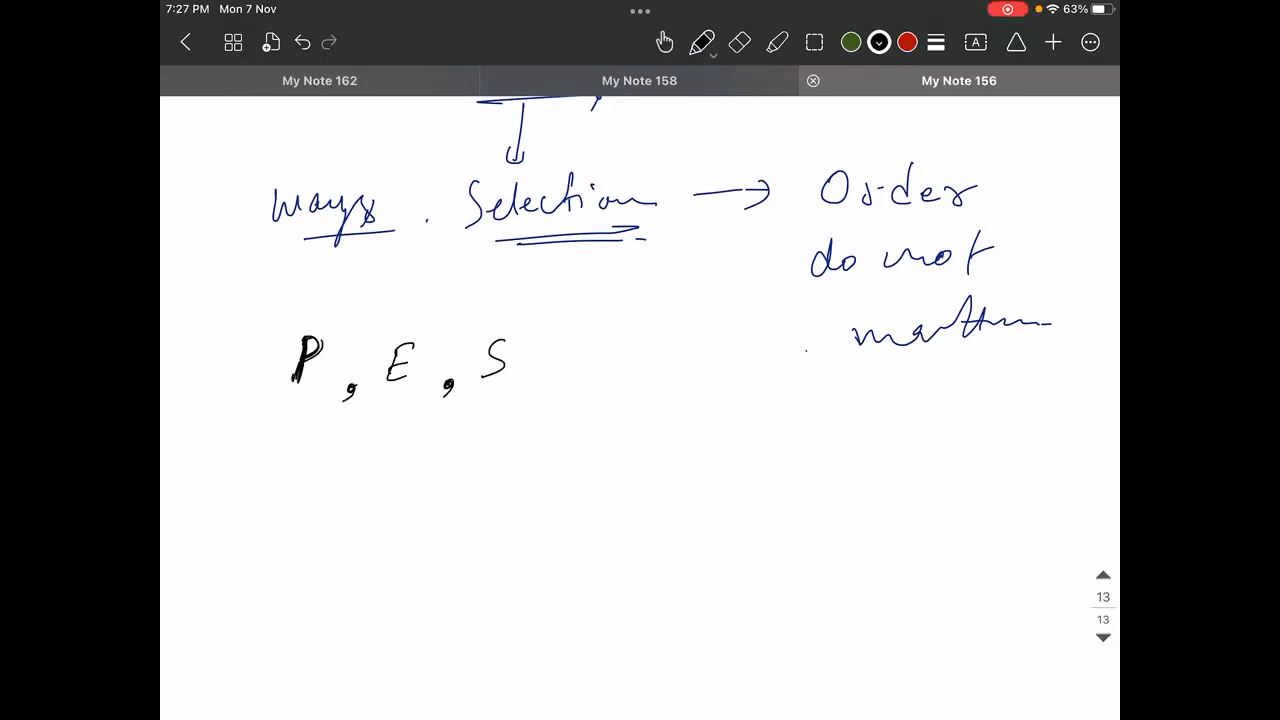 7:27 PM Mon 7 Nov
63%
A
My Note 162
My Note 158
My Note 156
Ways. Selection → Order
do not
matter
P, E, S
13
13